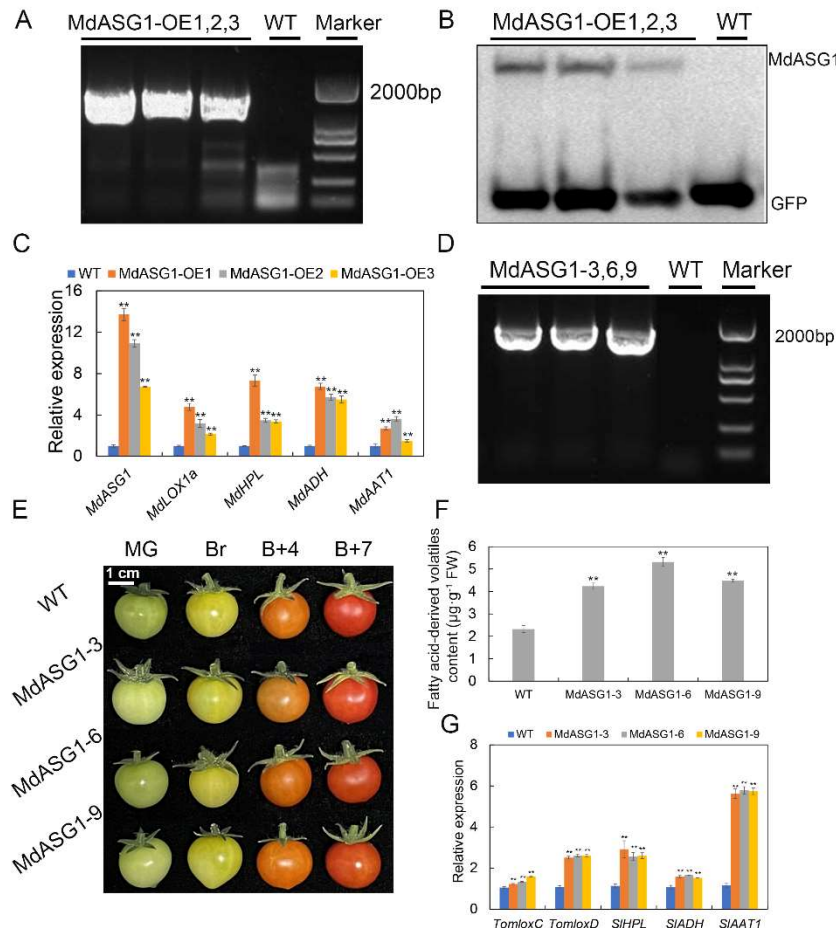 A
MdASG1-OE1,2,3 WT Marker
2000bp
B
MdASG1-OE1,2,3 WT
MdASG1
GFP
C
WT MdASG1-OE1 MdASG1-OE2 MdASG1-OE3
Relative expression
16
12
8
4
0
** ** ** ** ** ** ** ** ** ** ** ** ** ** **
MdASG1 MdLOX1a MdHPL MdADH MdAAT1
D
MdASG1-3,6,9 WT Marker
2000bp
E
MG Br B+4 B+7
1 cm
WT
MdASG1-3
MdASG1-6
MdASG1-9
F
Fatty acid-derived volatiles
content (μg·g⁻¹ FW)
6
5
4
3
2
1
0
** ** **
WT MdASG1-3 MdASG1-6 MdASG1-9
G
WT MdASG1-3 MdASG1-6 MdASG1-9
Relative expression
8
6
4
2
0
** ** ** ** ** ** ** ** ** ** ** ** ** ** **
TomloxC TomloxD SlHPL SlADH SlAAT1